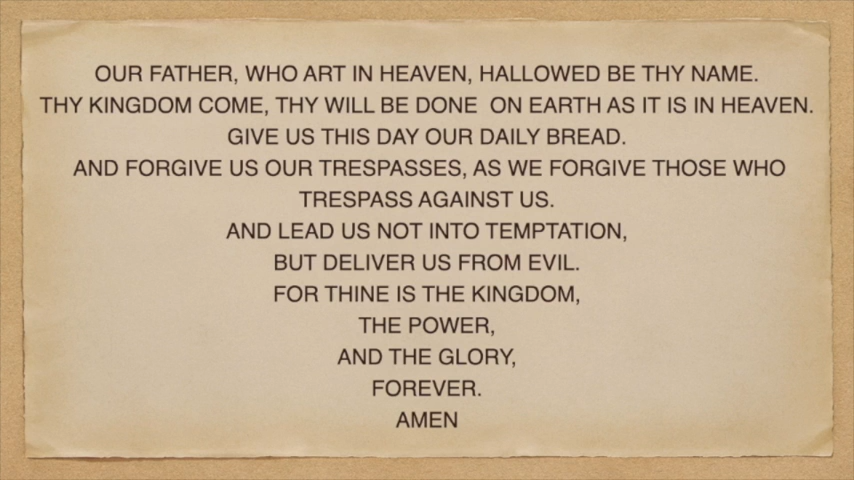 OUR FATHER, WHO ART IN HEAVEN, HALLOWED BE THY NAME.
THY KINGDOM COME, THY WILL BE DONE  ON EARTH AS IT IS IN HEAVEN.
GIVE US THIS DAY OUR DAILY BREAD.
AND FORGIVE US OUR TRESPASSES, AS WE FORGIVE THOSE WHO
TRESPASS AGAINST US.
AND LEAD US NOT INTO TEMPTATION,
BUT DELIVER US FROM EVIL.
FOR THINE IS THE KINGDOM,
THE POWER,
AND THE GLORY,
FOREVER.
AMEN